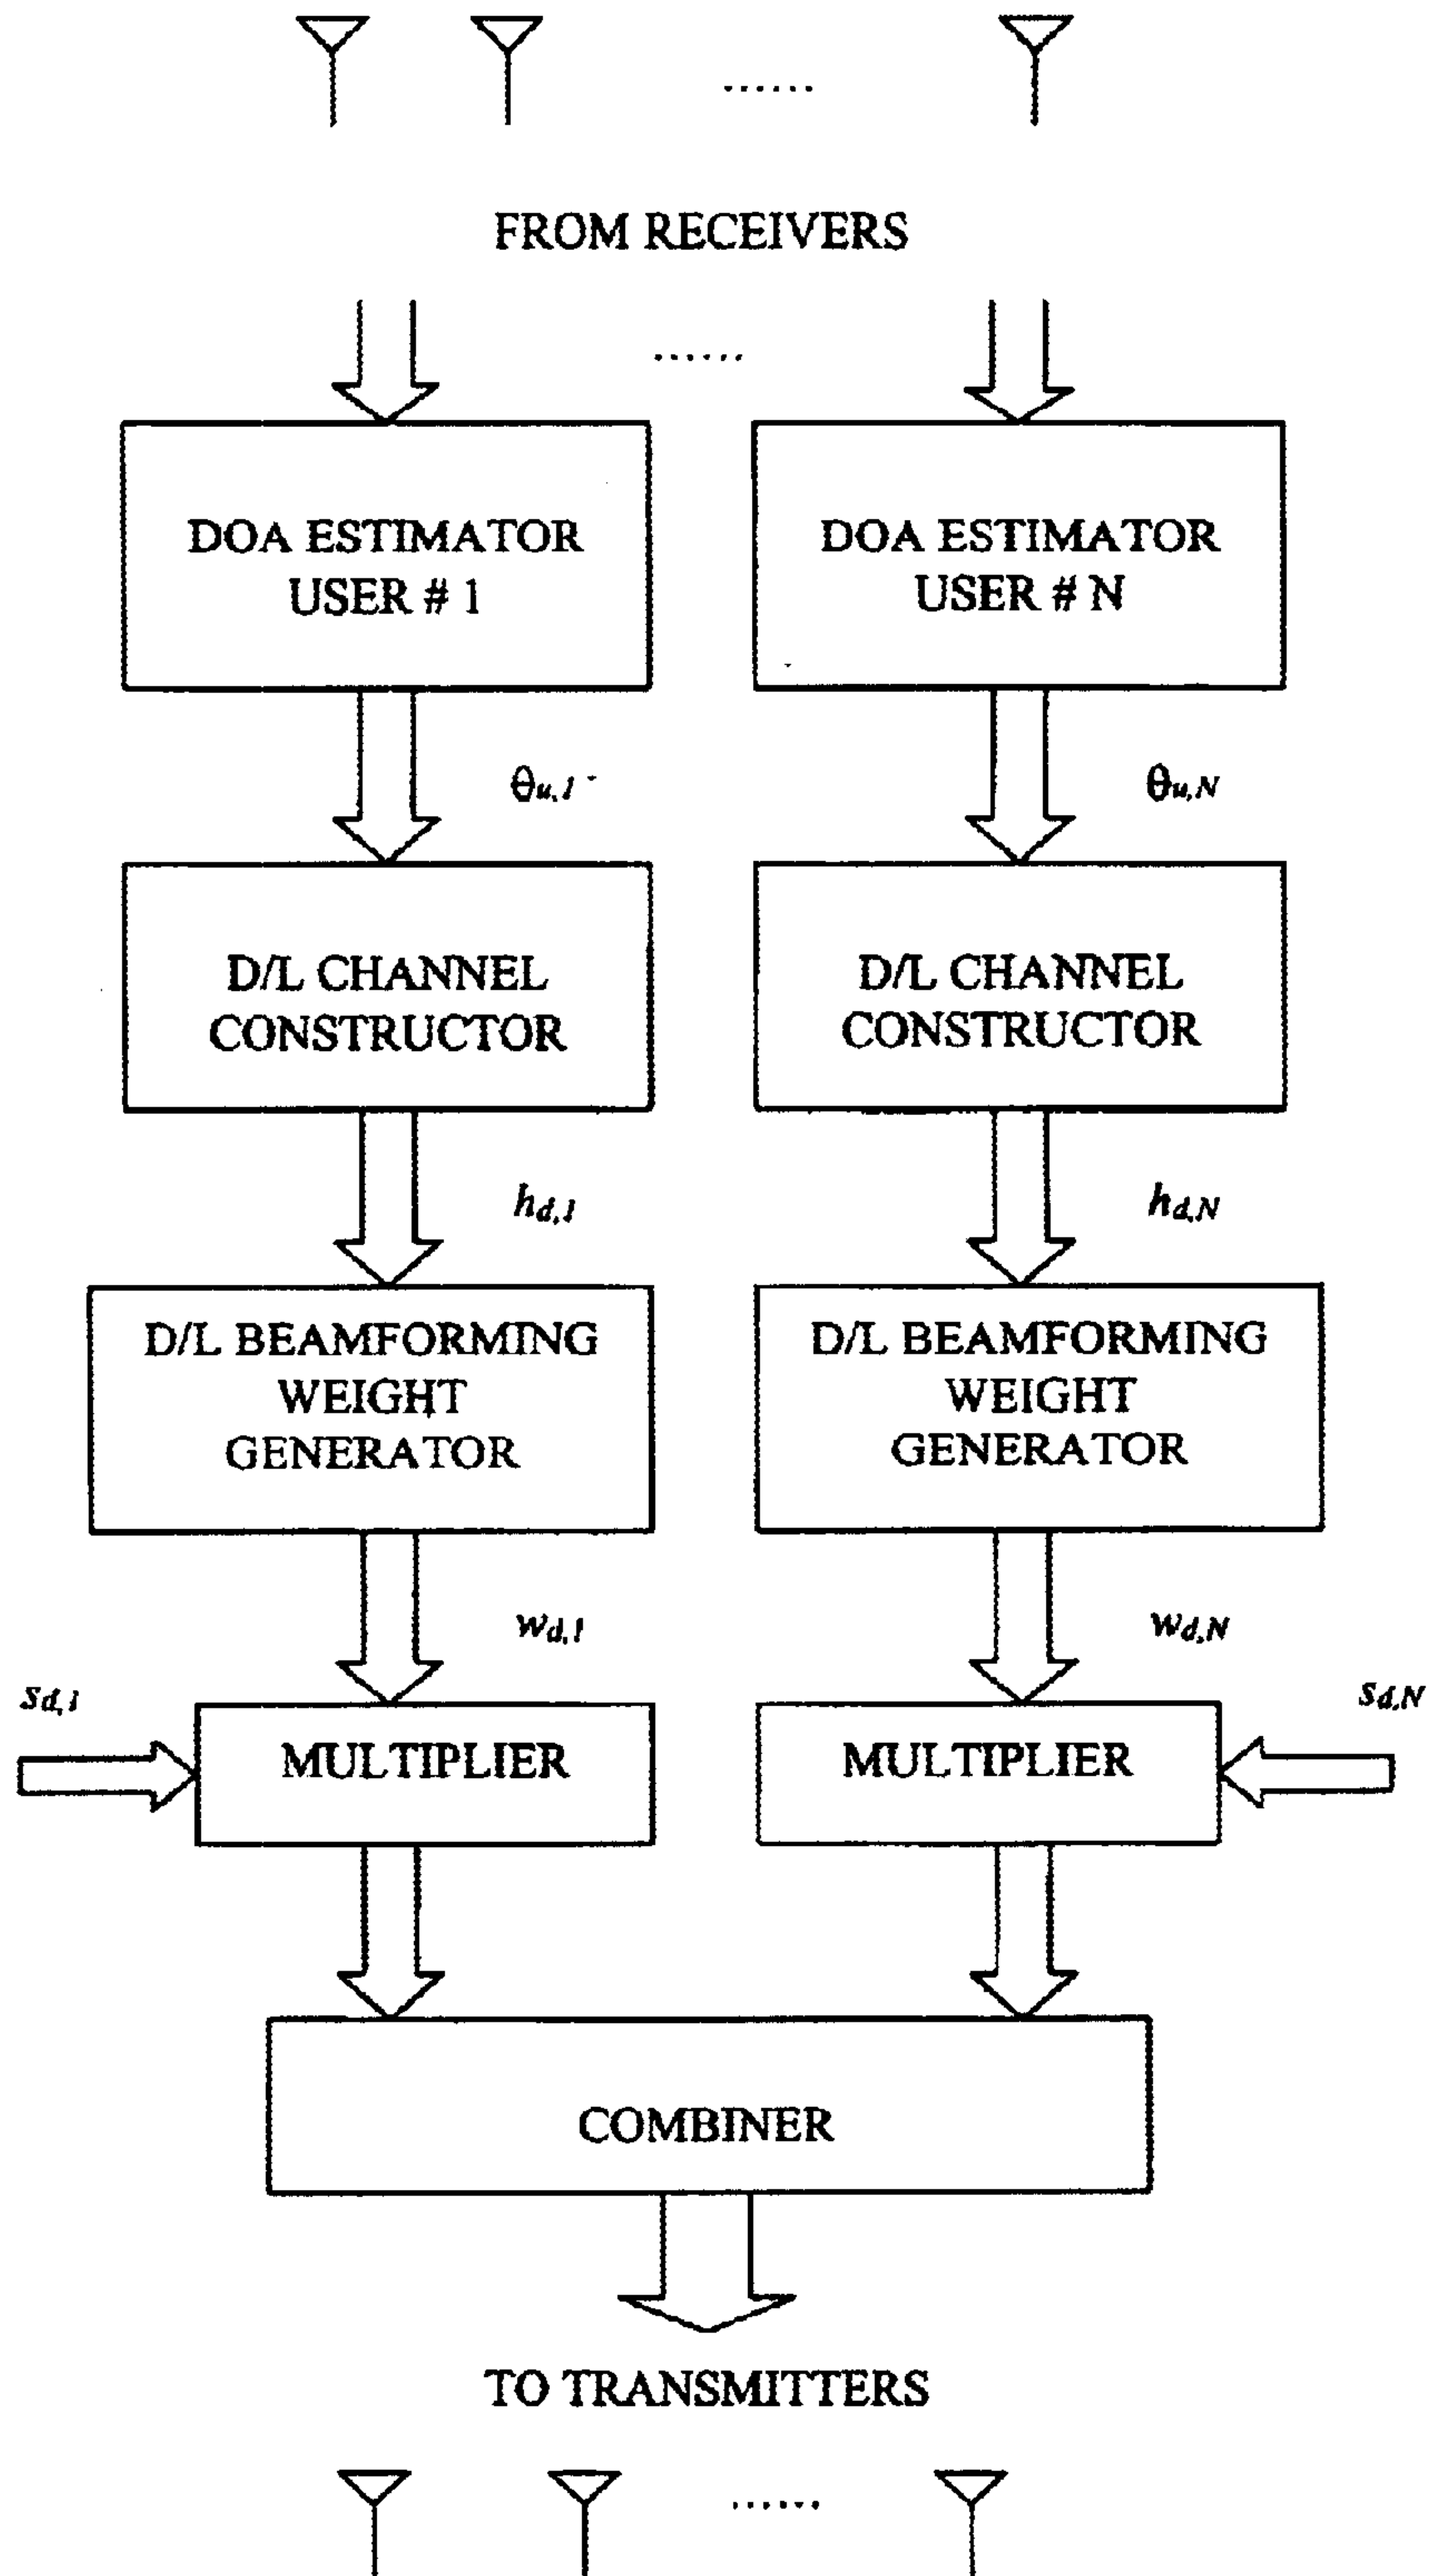 ......
FROM RECEIVERS
......
DOA ESTIMATOR
USER # 1
DOA ESTIMATOR
USER # N
θu,1
θu,N
D/L CHANNEL
CONSTRUCTOR
D/L CHANNEL
CONSTRUCTOR
hd,1
hd,N
D/L BEAMFORMING
WEIGHT
GENERATOR
D/L BEAMFORMING
WEIGHT
GENERATOR
wd,1
wd,N
sd,1
sd,N
MULTIPLIER
MULTIPLIER
COMBINER
TO TRANSMITTERS
......